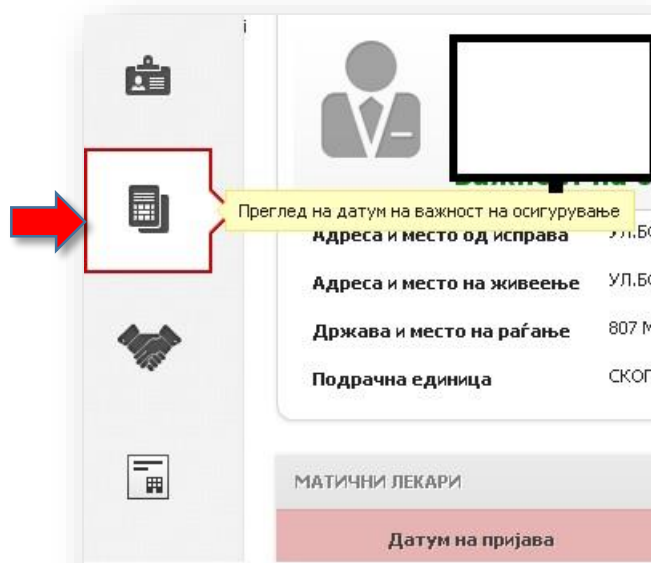 Преглед на датум на важност на осигурување
Адреса и место од исправа
Адреса и место на живеење
Држава и место на раѓање 807
Подрачна единица
МАТИЧНИ ЛЕКАРИ
Датум на пријава